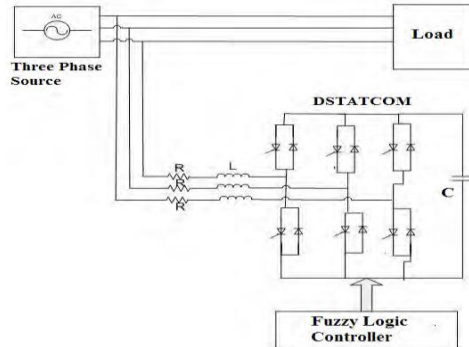 AC
Load
Three Phase
Source
DSTATCOM
R
L
R
R
C
Fuzzy Logic
Controller